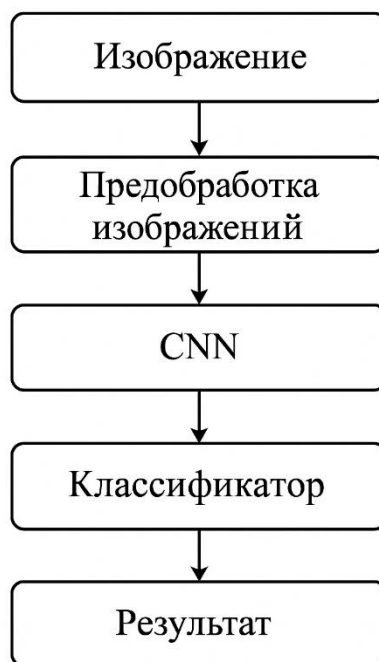 Изображение
Предобработка
изображений
CNN
Классификатор
Результат